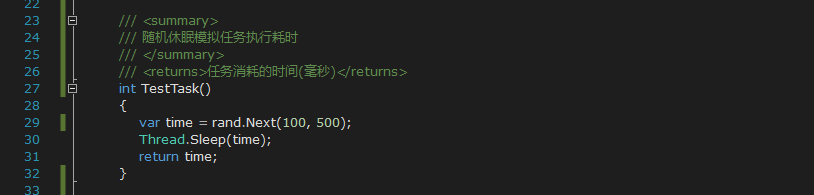 22
23 /// <summary>
24 /// 随机休眠模拟任务执行耗时
25 /// </summary>
26 /// <returns>任务消耗的时间(毫秒)</returns>
27 int TestTask()
28 {
29 var time = rand.Next(100, 500);
30 Thread.Sleep(time);
31 return time;
32 }
33